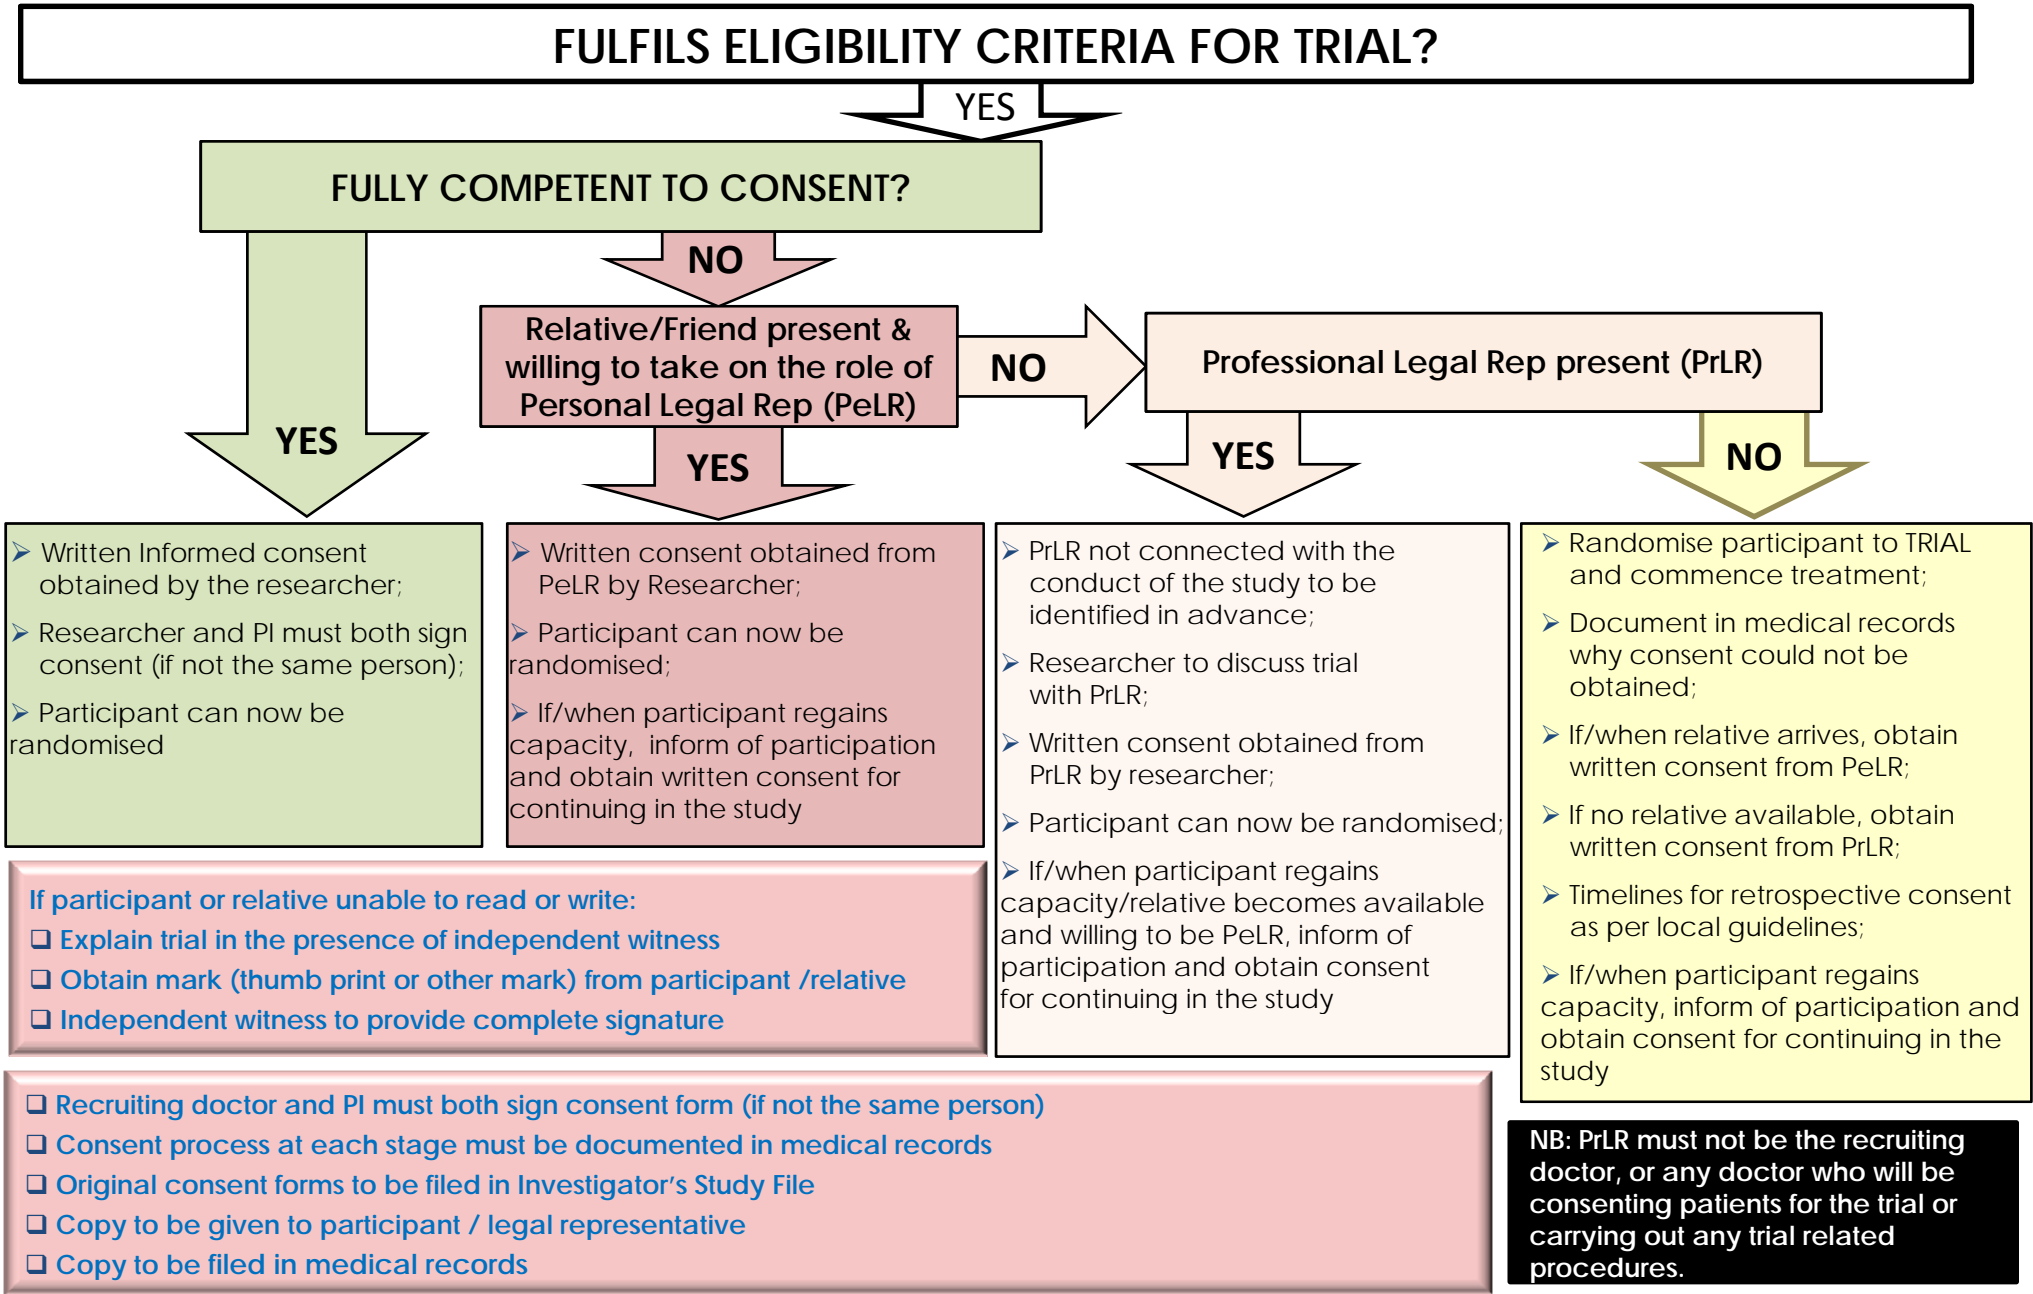 FULFILS ELIGIBILITY CRITERIA FOR TRIAL?
YES
FULLY COMPETENT TO CONSENT?
NO
Relative/Friend present &
willing to take on the role of
Personal Legal Rep (PeLR)
NO
Professional Legal Rep present (PrLR)
YES
YES
YES
NO
➢ Written Informed consent
obtained by the researcher;
➢ Researcher and PI must both sign
consent (if not the same person);
➢ Participant can now be
randomised
➢ Written consent obtained from
PeLR by Researcher;
➢ Participant can now be
randomised;
➢ If/when participant regains
capacity, inform of participation
and obtain written consent for
continuing in the study
➢ PrLR not connected with the
conduct of the study to be
identified in advance;
➢ Researcher to discuss trial
with PrLR;
➢ Written consent obtained from
PrLR by researcher;
➢ Participant can now be randomised;
➢ If/when participant regains
capacity/relative becomes available
and willing to be PeLR, inform of
participation and obtain consent
for continuing in the study
➢ Randomise participant to TRIAL
and commence treatment;
➢ Document in medical records
why consent could not be
obtained;
➢ If/when relative arrives, obtain
written consent from PeLR;
➢ If no relative available, obtain
written consent from PrLR;
➢ Timelines for retrospective consent
as per local guidelines;
➢ If/when participant regains
capacity, inform of participation and
obtain consent for continuing in the
study
If participant or relative unable to read or write:
❑ Explain trial in the presence of independent witness
❑ Obtain mark (thumb print or other mark) from participant /relative
❑ Independent witness to provide complete signature
❑ Recruiting doctor and PI must both sign consent form (if not the same person)
❑ Consent process at each stage must be documented in medical records
❑ Original consent forms to be filed in Investigator’s Study File
❑ Copy to be given to participant / legal representative
❑ Copy to be filed in medical records
NB: PrLR must not be the recruiting
doctor, or any doctor who will be
consenting patients for the trial or
carrying out any trial related
procedures.